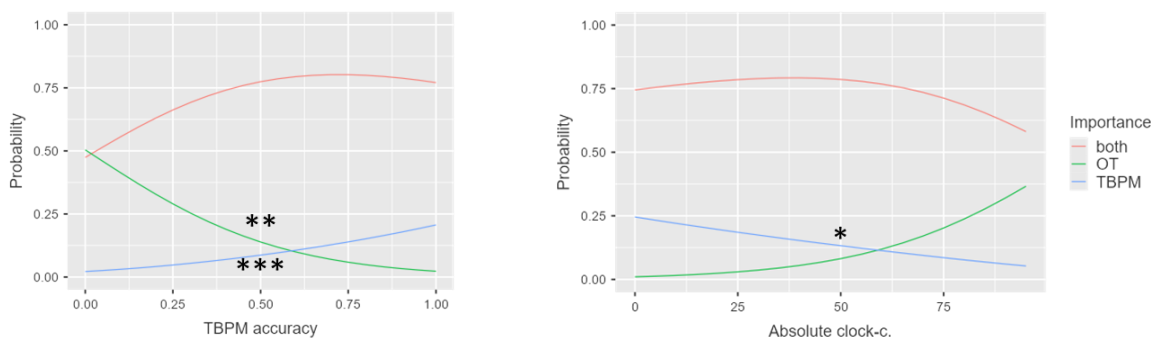 1.00
0.75
0.50
0.25
0.00
Probability
**
***
0.00 0.25 0.50 0.75 1.00
TBPM accuracy
1.00
0.75
0.50
0.25
0.00
Probability
*
0 25 50 75
Absolute clock-c.
Importance
both
OT
TBPM